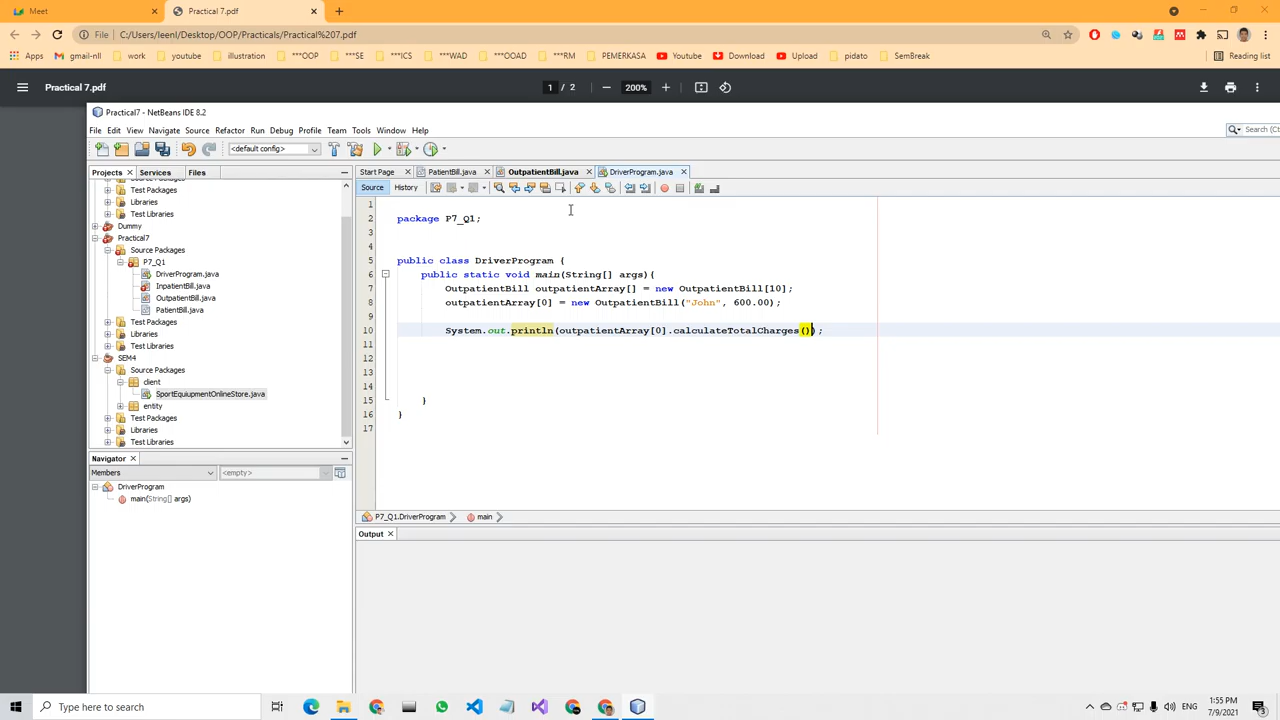 Meet
Practical 7.pdf
File
C:/Users/leenl/Desktop/OOP/Practicals/Practical%207.pdf
Apps
gmail-nll
work
youtube
illustration
***OOP
***SE
***ICS
***WAD
***OOAD
***RM
PEMERKASA
Youtube
Download
Upload
pidato
SemBreak
Reading list
Practical 7.pdf
1 / 2
200%
Practical7 - NetBeans IDE 8.2
File Edit View Navigate Source Refactor Run Debug Profile Team Tools Window Help
Search (C
<default config>
Projects
Services
Files
Start Page
PatientBill.java
OutpatientBill.java
DriverProgram.java
Source
History
Test Packages
Libraries
Test Libraries
Dummy
Practical7
Source Packages
P7_Q1
DriverProgram.java
InpatientBill.java
OutpatientBill.java
PatientBill.java
Test Packages
Libraries
Test Libraries
SEM4
Source Packages
client
SportEquiupmentOnlineStore.java
entity
Test Packages
Libraries
Test Libraries
1
2 package P7_Q1;
3
4
5 public class DriverProgram {
6 public static void main(String[] args){
7 OutpatientBill outpatientArray[] = new OutpatientBill[10];
8 outpatientArray[0] = new OutpatientBill("John", 600.00);
9
10 System.out.println(outpatientArray[0].calculateTotalCharges());
11
12
13
14
15 }
16 }
17
Navigator
Members
<empty>
DriverProgram
main(String[] args)
P7_Q1.DriverProgram
main
Output
Type here to search
ENG
1:55 PM
7/9/2021
3